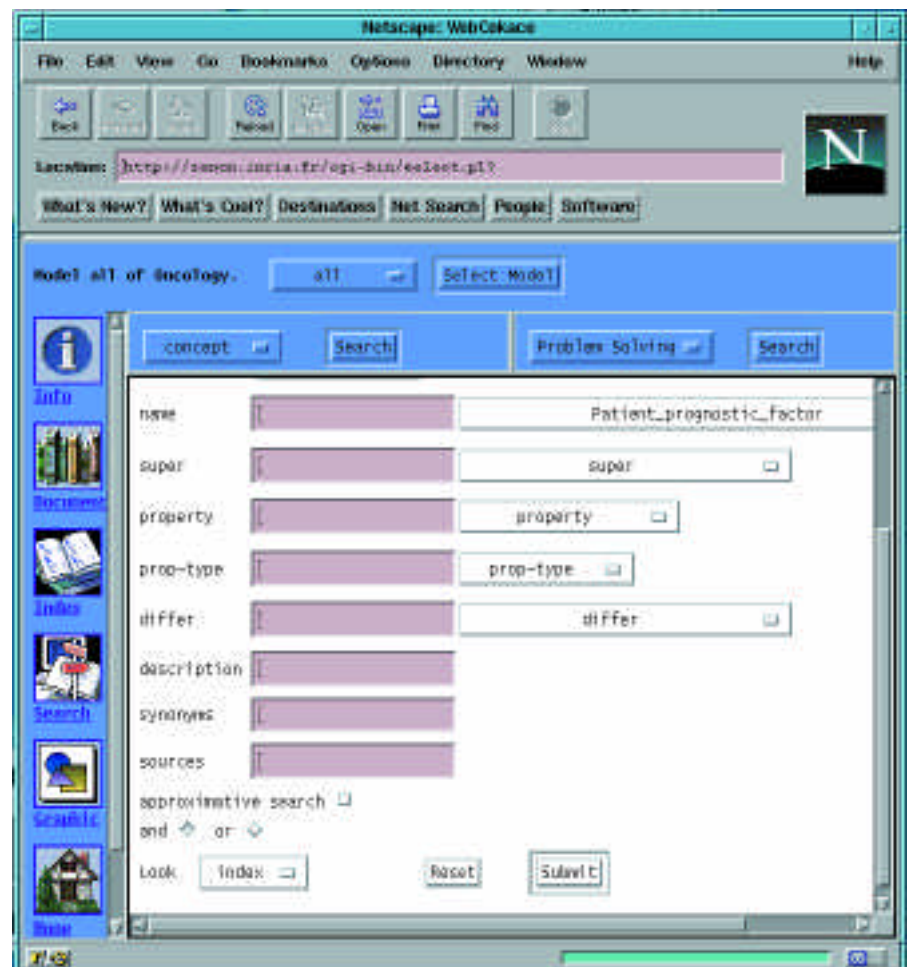 Netscape: WebCokace
File Edit View Go Bookmarks Options Directory Window Help
Back Reload Open Print Find
Location: http://zenon.inria.fr/cgi-bin/select.pl?
What's New? What's Cool? Destinations Net Search People Software
Model all of Oncology. all Select Model
concept Search Problem Solving Search
Info
Document
Index
Search
Graphic
Home
N
name Patient_prognostic_factor
super super
property property
prop-type prop-type
differ differ
description
synonyms
sources
approximative search
and or
Look index Reset Submit